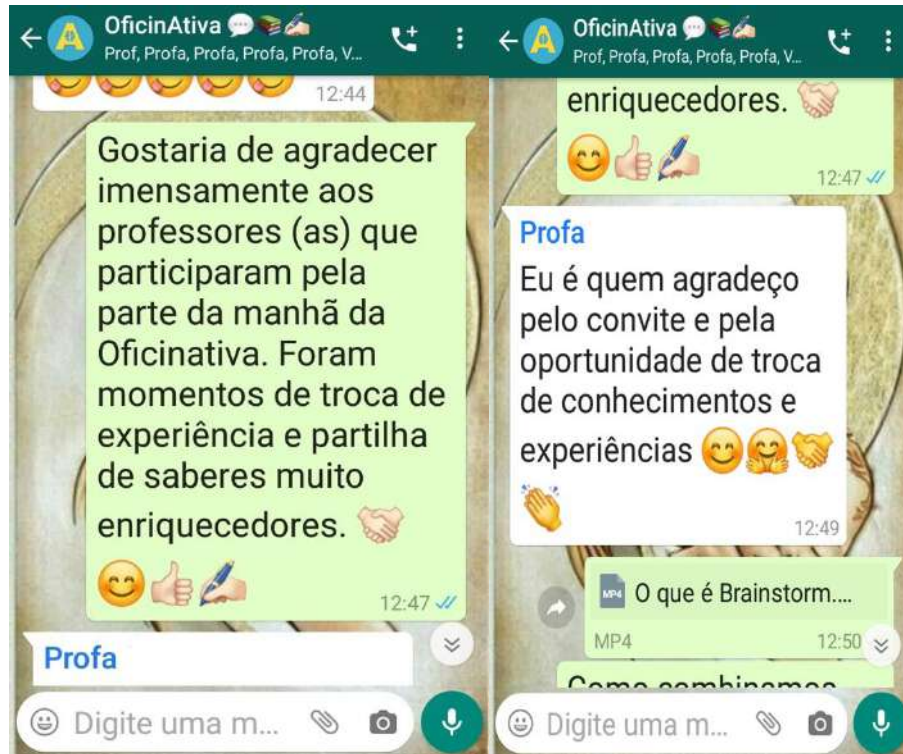 OficinAtiva 💬📚✍🏻
Prof, Profa, Profa, Profa, Profa, V...
12:44
Gostaria de agradecer
imensamente aos
professores (as) que
participaram pela
parte da manhã da
Oficinativa. Foram
momentos de troca de
experiência e partilha
de saberes muito
enriquecedores. 🤝🏻
😊👍🏻✍🏻
12:47
Profa
Digite uma m...
OficinAtiva 💬📚✍🏻
Prof, Profa, Profa, Profa, Profa, V...
enriquecedores. 🤝🏻
😊👍🏻✍🏻
12:47
Profa
Eu é quem agradeço
pelo convite e pela
oportunidade de troca
de conhecimentos e
experiências 😊🤗🤝
👏
12:49
MP4 O que é Brainstorm....
MP4 12:50
Como combinamos
Digite uma m...